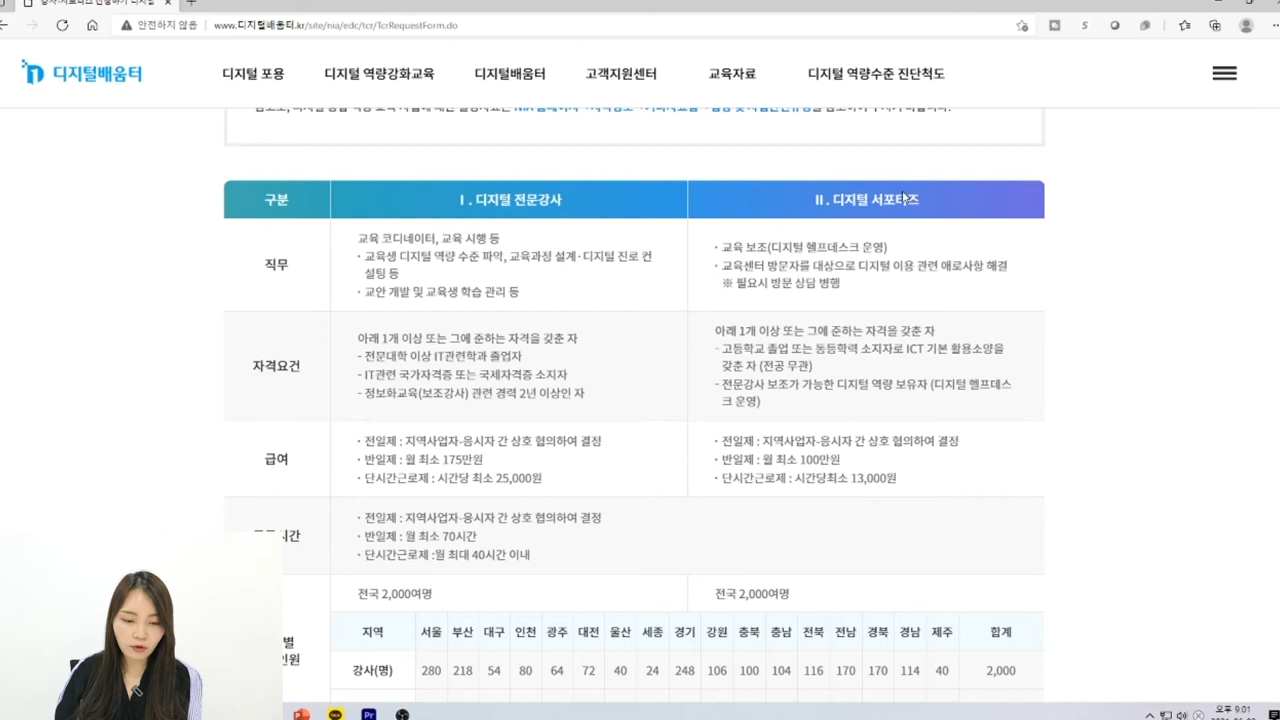 안전하지 않음 www.디지털배움터.kr/site/nia/edc/tcr/TcrRequestForm.do
디지털배움터
디지털 포용 디지털 역량강화교육 디지털배움터 고객지원센터 교육자료 디지털 역량수준 진단척도
구분 Ⅰ. 디지털 전문강사 Ⅱ. 디지털 서포터즈
직무
교육 코디네이터, 교육 시행 등
· 교육생 디지털 역량 수준 파악, 교육과정 설계·디지털 진로 컨
설팅 등
· 교안 개발 및 교육생 학습 관리 등
· 교육 보조(디지털 헬프데스크 운영)
· 교육센터 방문자를 대상으로 디지털 이용 관련 애로사항 해결
※ 필요시 방문 상담 병행
자격요건
아래 1개 이상 또는 그에 준하는 자격을 갖춘 자
- 전문대학 이상 IT관련학과 졸업자
- IT관련 국가자격증 또는 국제자격증 소지자
- 정보화교육(보조강사) 관련 경력 2년 이상인 자
아래 1개 이상 또는 그에 준하는 자격을 갖춘 자
- 고등학교 졸업 또는 동등학력 소지자로 ICT 기본 활용소양을
갖춘 자 (전공 무관)
- 전문강사 보조가 가능한 디지털 역량 보유자 (디지털 헬프데스
크 운영)
급여
· 전일제 : 지역사업자-응시자 간 상호 협의하여 결정
· 반일제 : 월 최소 175만원
· 단시간근로제 : 시간당 최소 25,000원
· 전일제 : 지역사업자-응시자 간 상호 협의하여 결정
· 반일제 : 월 최소 100만원
· 단시간근로제 : 시간당최소 13,000원
시간
· 전일제 : 지역사업자-응시자 간 상호 협의하여 결정
· 반일제 : 월 최소 70시간
· 단시간근로제 :월 최대 40시간 이내
별
인원
전국 2,000여명
전국 2,000여명
지역 서울 부산 대구 인천 광주 대전 울산 세종 경기 강원 충북 충남 전북 전남 경북 경남 제주 합계
강사(명) 280 218 54 80 64 72 40 24 248 106 100 104 116 170 170 114 40 2,000
오후 9:01